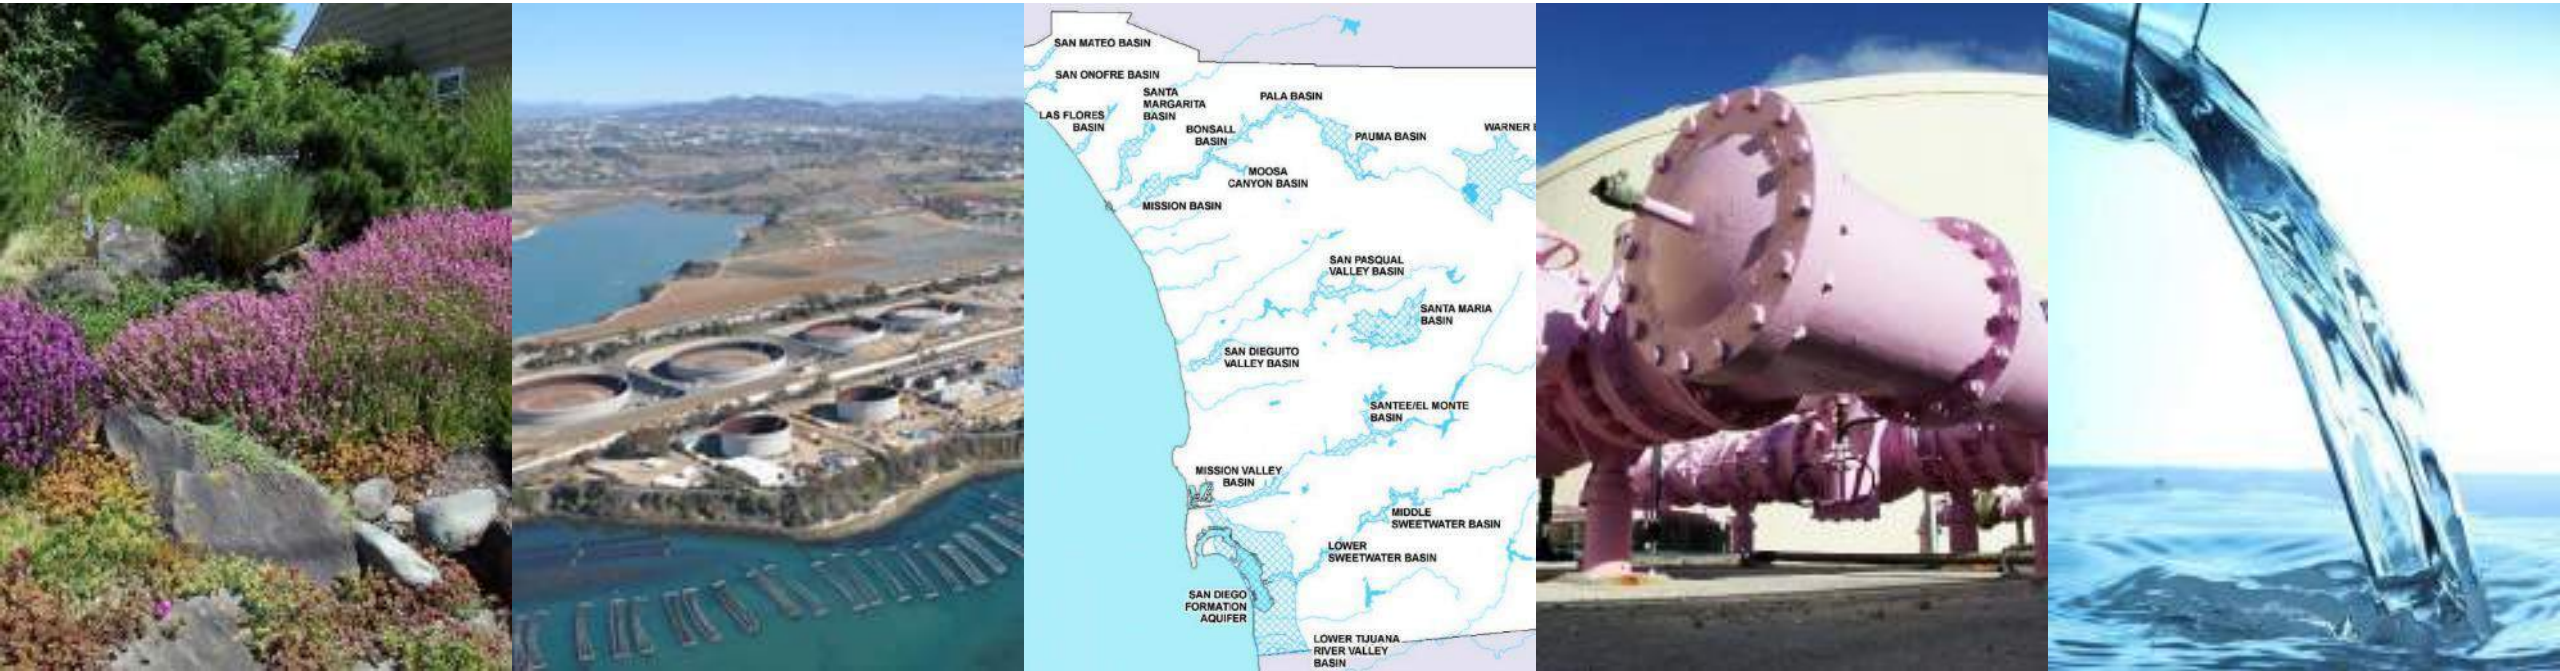 SAN MATEO BASIN
SAN ONOFRE BASIN
SANTA
MARGARITA
BASIN
PALA BASIN
LAS FLORES
BASIN
BONSALL
BASIN
PAUMA BASIN
WARNER
MOOSA
CANYON BASIN
MISSION BASIN
SAN PASQUAL
VALLEY BASIN
SANTA MARIA
BASIN
SAN DIEGUITO
VALLEY BASIN
SANTEE/EL MONTE
BASIN
MISSION VALLEY
BASIN
MIDDLE
SWEETWATER BASIN
LOWER
SWEETWATER BASIN
SAN DIEGO
FORMATION
AQUIFER
LOWER TIJUANA
RIVER VALLEY
BASIN